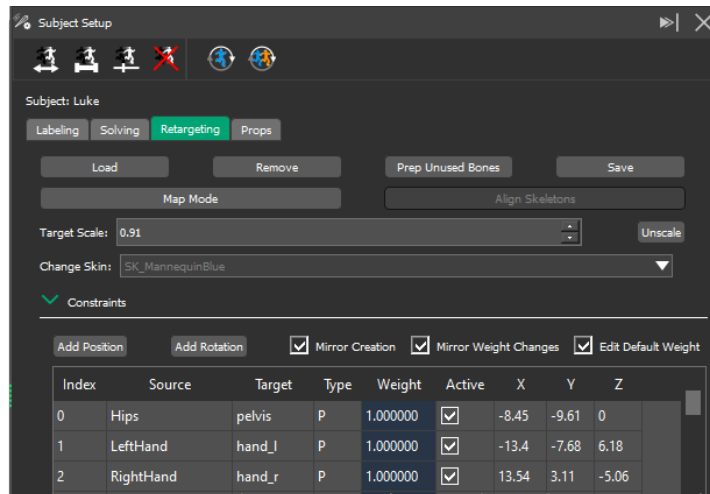 Subject Setup
Subject: Luke
Labeling Solving Retargeting Props
Load Remove Prep Unused Bones Save
Map Mode Align Skeletons
Target Scale: 0.91 Unscale
Change Skin: SK_MannequinBlue
Constraints
Add Position Add Rotation Mirror Creation Mirror Weight Changes Edit Default Weight
Index Source Target Type Weight Active X Y Z
0 Hips pelvis P 1.000000 -8.45 -9.61 0
1 LeftHand hand_l P 1.000000 -13.4 -7.68 6.18
2 RightHand hand_r P 1.000000 13.54 3.11 -5.06